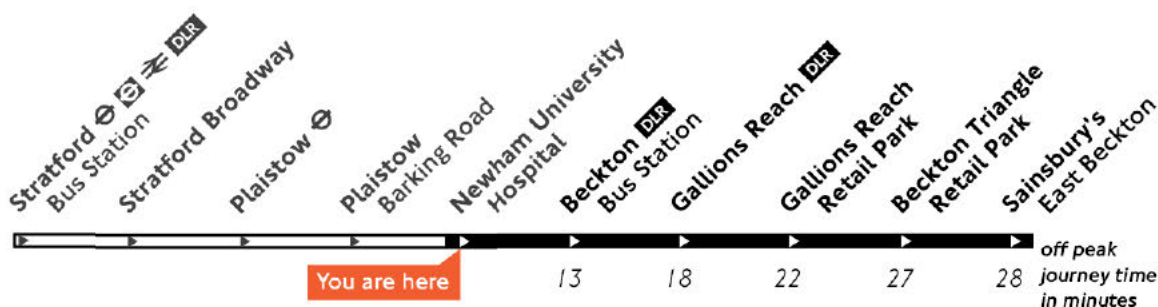 Stratford DLR
Bus Station
Stratford Broadway
Plaistow
Plaistow
Barking Road
Newham University
Hospital
Beckton DLR
Bus Station
Gallions Reach DLR
Gallions Reach
Retail Park
Beckton Triangle
Retail Park
Sainsbury's
East Beckton
You are here
13
18
22
27
28
off peak
journey time
in minutes